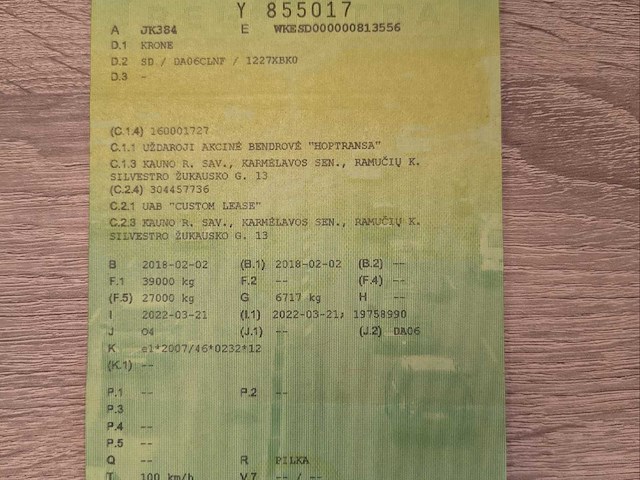 Y 855017
A JK384 E WKESD000000813556
D.1 KRONE
D.2 SD / DA06CLNF / 1227XBK0
D.3 -
(C.1.4) 160001727
C.1.1 UŽDAROJI AKCINĖ BENDROVĖ "HOPTRANSA"
C.1.3 KAUNO R. SAV., KARMĖLAVOS SEN., RAMUČIŲ K.
SILVESTRO ŽUKAUSKO G. 13
(C.2.4) 304457736
C.2.1 UAB "CUSTOM LEASE"
C.2.3 KAUNO R. SAV., KARMĖLAVOS SEN., RAMUČIŲ K.
SILVESTRO ŽUKAUSKO G. 13
B 2018-02-02 (B.1) 2018-02-02 (B.2) --
F.1 39000 kg F.2 -- (F.4) --
(F.5) 27000 kg G 6717 kg H --
I 2022-03-21 (I.1) 2022-03-21; 19758990
J O4 (J.1) -- (J.2) DA06
K e1*2007/46*0232*12
(K.1) --
P.1 -- P.2 --
P.3
P.4 --
P.5 --
Q -- R PILKA
T 100 km/h V.7 -- / --